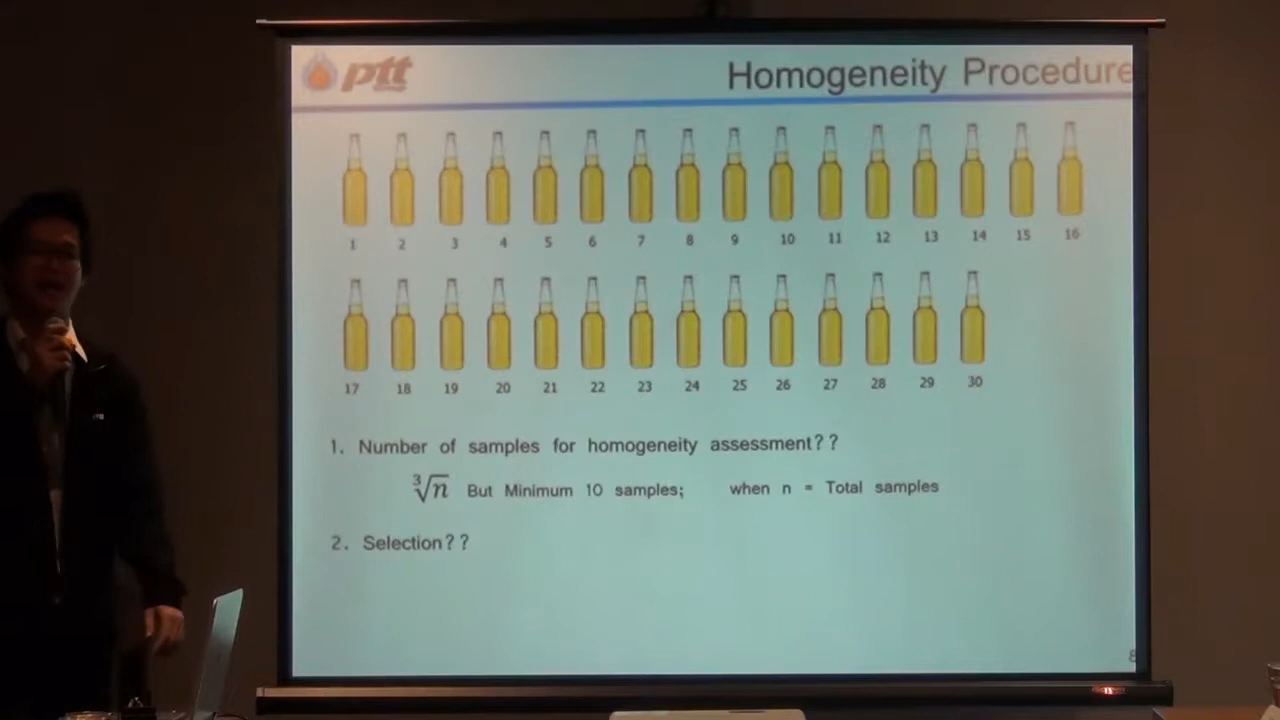 ptt
Homogeneity Procedure
1 2 3 4 5 6 7 8 9 10 11 12 13 14 15 16
17 18 19 20 21 22 23 24 25 26 27 28 29 30
1. Number of samples for homogeneity assessment??
∛n But Minimum 10 samples; when n = Total samples
2. Selection??
8